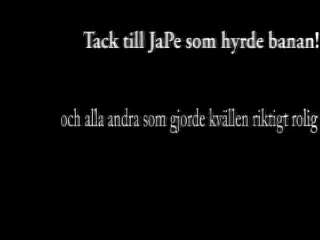 Tack till JaPe som hyrde banan!
och alla andra som gjorde kvällen riktigt rolig